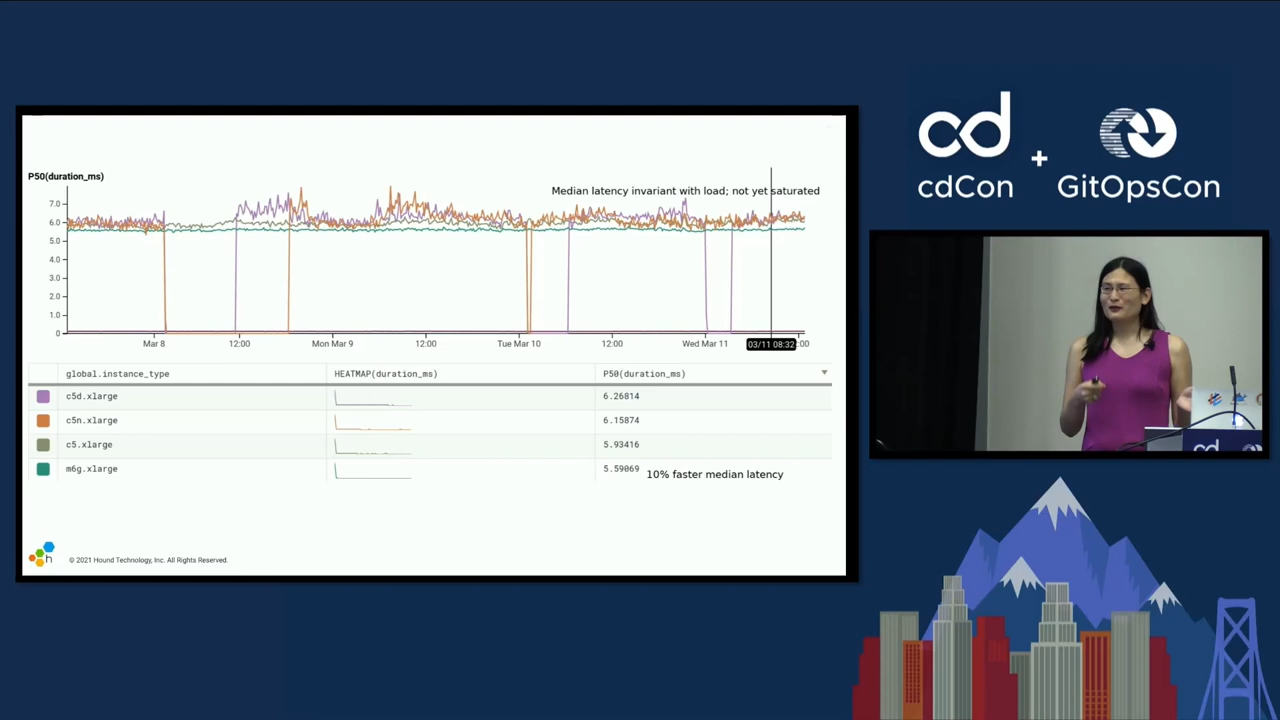 P50(duration_ms)
Median latency invariant with load; not yet saturated
7.0
6.0
5.0
4.0
3.0
2.0
1.0
0
Mar 8
12:00
Mon Mar 9
12:00
Tue Mar 10
12:00
Wed Mar 11
03/11 08:32
:00
global.instance_type HEATMAP(duration_ms) P50(duration_ms)
c5d.xlarge 6.26814
c5n.xlarge 6.15874
c5.xlarge 5.93416
m6g.xlarge 5.59069 10% faster median latency
h
© 2021 Hound Technology, Inc. All Rights Reserved.
cd
cdCon
+
GitOpsCon
cd